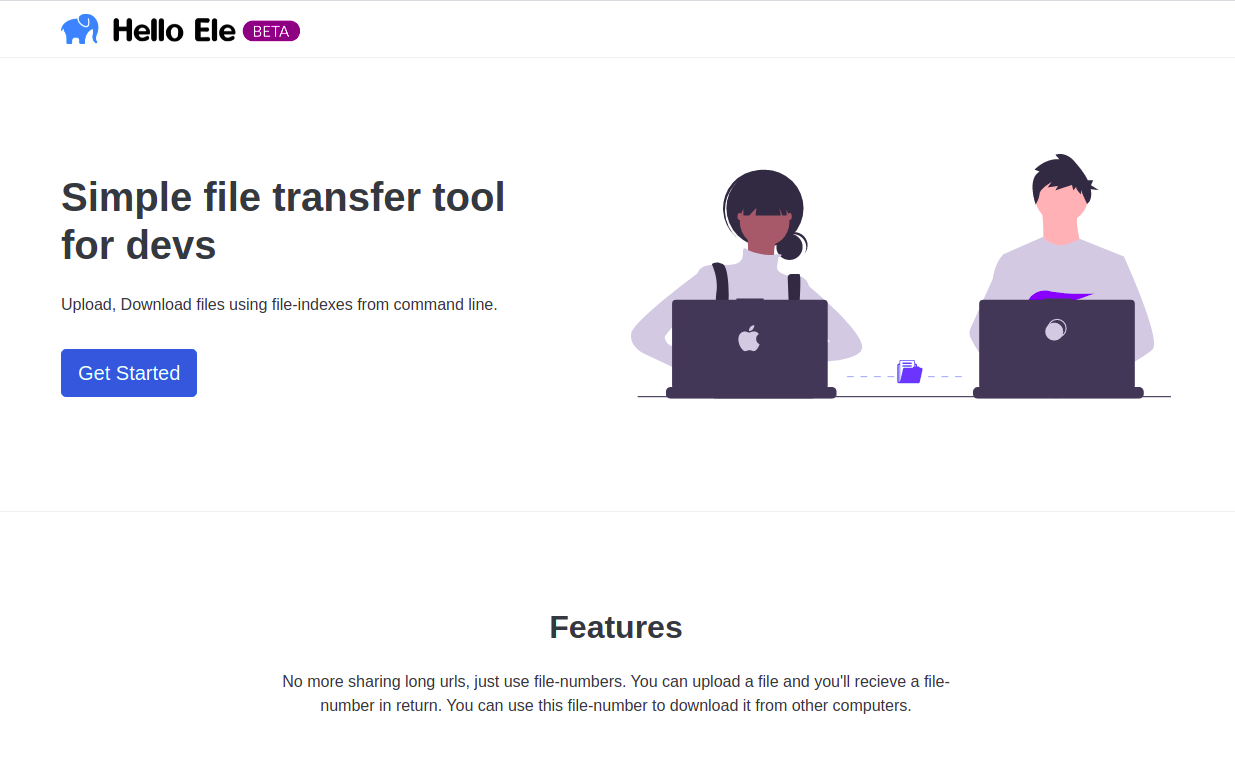 Hello Ele BETA
Simple file transfer tool
for devs
Upload, Download files using file-indexes from command line.
Get Started
Features
No more sharing long urls, just use file-numbers. You can upload a file and you'll recieve a file-
number in return. You can use this file-number to download it from other computers.